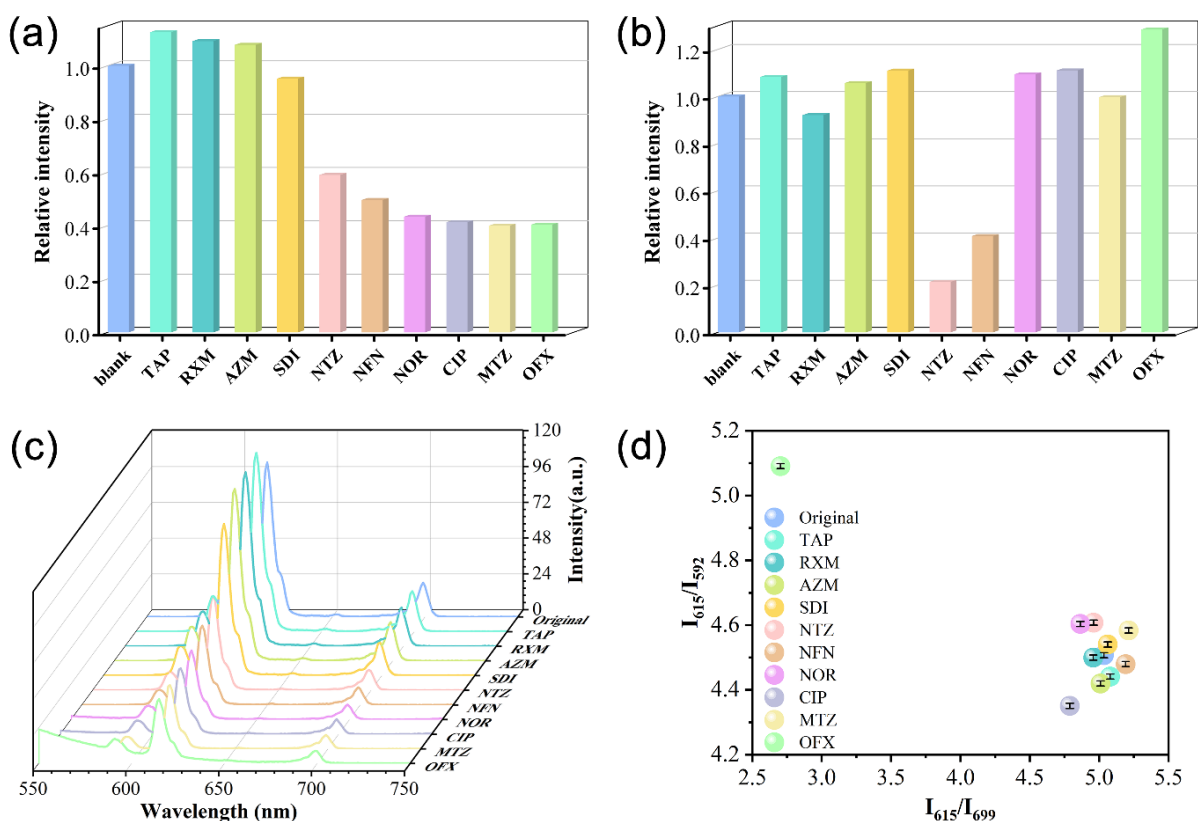 (a)
Relative intensity
1.0
0.8
0.6
0.4
0.2
0.0
blank TAP RXM AZM SDI NTZ NFN NOR CIP MTZ OFX
(b)
Relative intensity
1.2
1.0
0.8
0.6
0.4
0.2
0.0
blank TAP RXM AZM SDI NTZ NFN NOR CIP MTZ OFX
(c)
120
96
72
48
24
0
Intensity(a.u.)
Original
TAP
RXM
AZM
SDI
NTZ
NFN
NOR
CIP
MTZ
OFX
550 600 650 700 750
Wavelength (nm)
(d)
5.2
5.0
4.8
4.6
4.4
4.2
I615/I592
Original
TAP
RXM
AZM
SDI
NTZ
NFN
NOR
CIP
MTZ
OFX
2.5 3.0 3.5 4.0 4.5 5.0 5.5
I615/I699